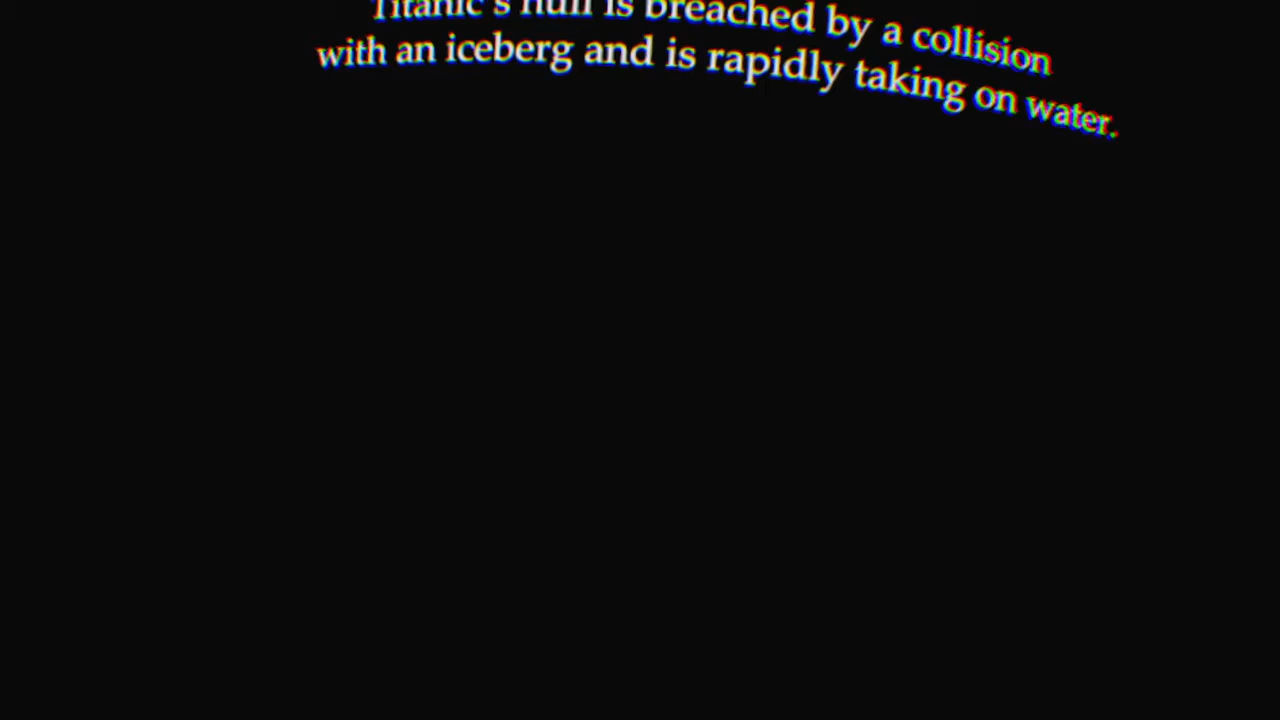 Titanic's hull is breached by a collision
with an iceberg and is rapidly taking on water.